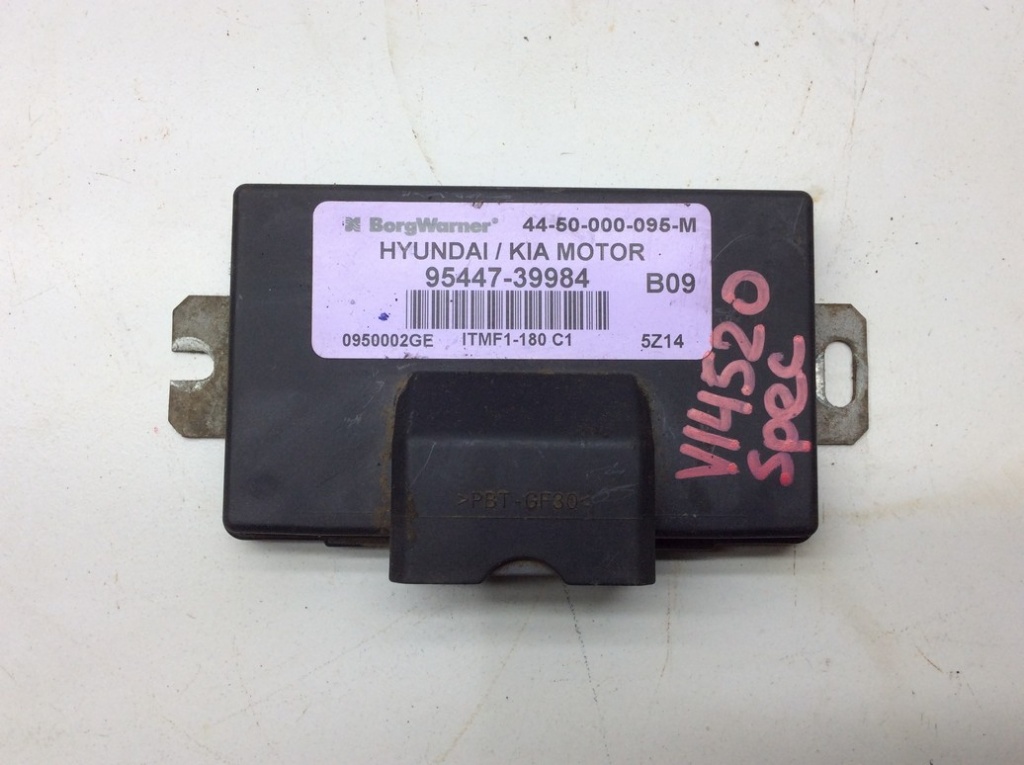 BorgWarner® 44-50-000-095-M
HYUNDAI / KIA MOTOR
95447-39984 B09
0950002GE ITMF1-180 C1 5Z14
>PBT-GF30<
V14520
Spec